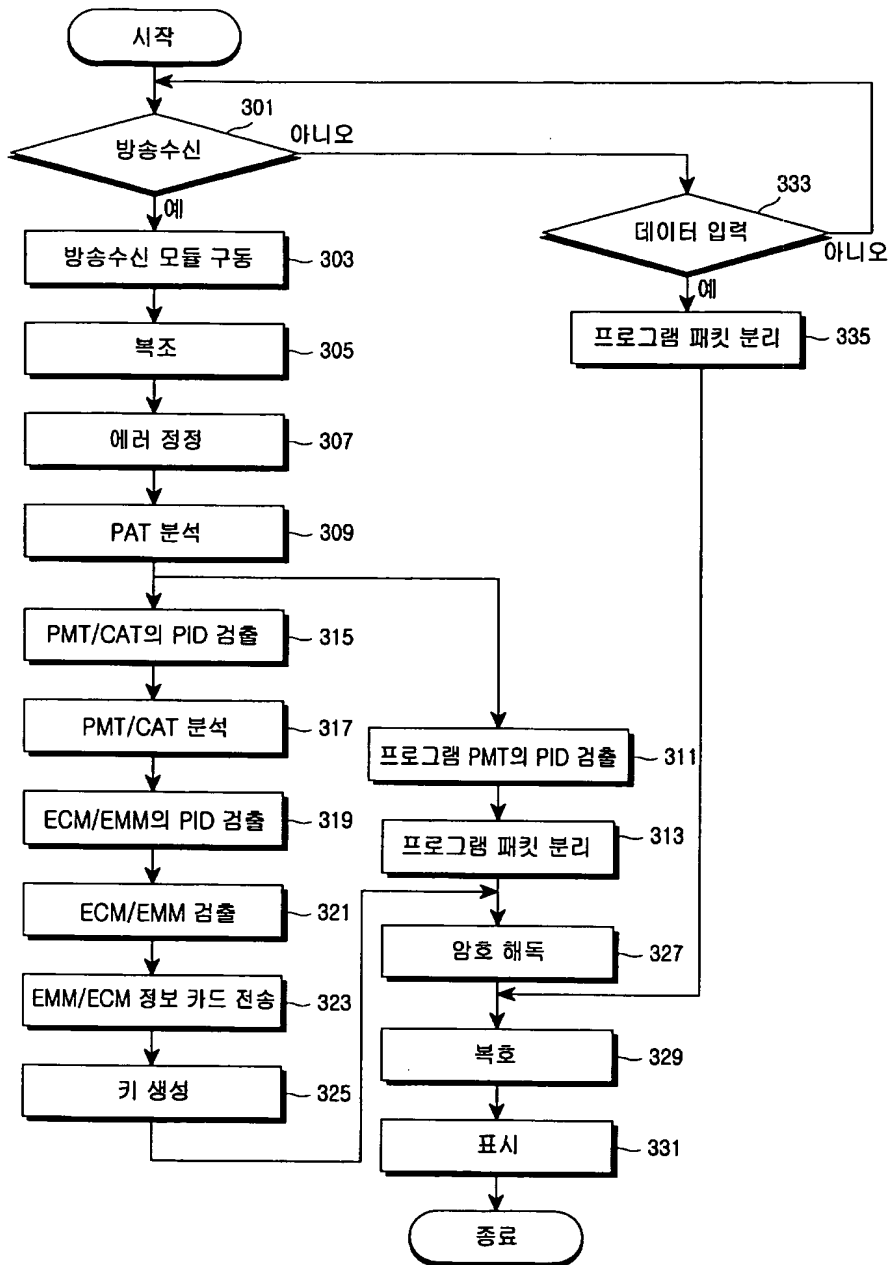 시작
301
방송수신
아니오
예
333
데이터 입력
아니오
예
방송수신 모듈 구동
303
프로그램 패킷 분리
335
복조
305
에러 정정
307
PAT 분석
309
PMT/CAT의 PID 검출
315
PMT/CAT 분석
317
프로그램 PMT의 PID 검출
311
ECM/EMM의 PID 검출
319
프로그램 패킷 분리
313
ECM/EMM 검출
321
암호 해독
327
EMM/ECM 정보 카드 전송
323
복호
329
키 생성
325
표시
331
종료